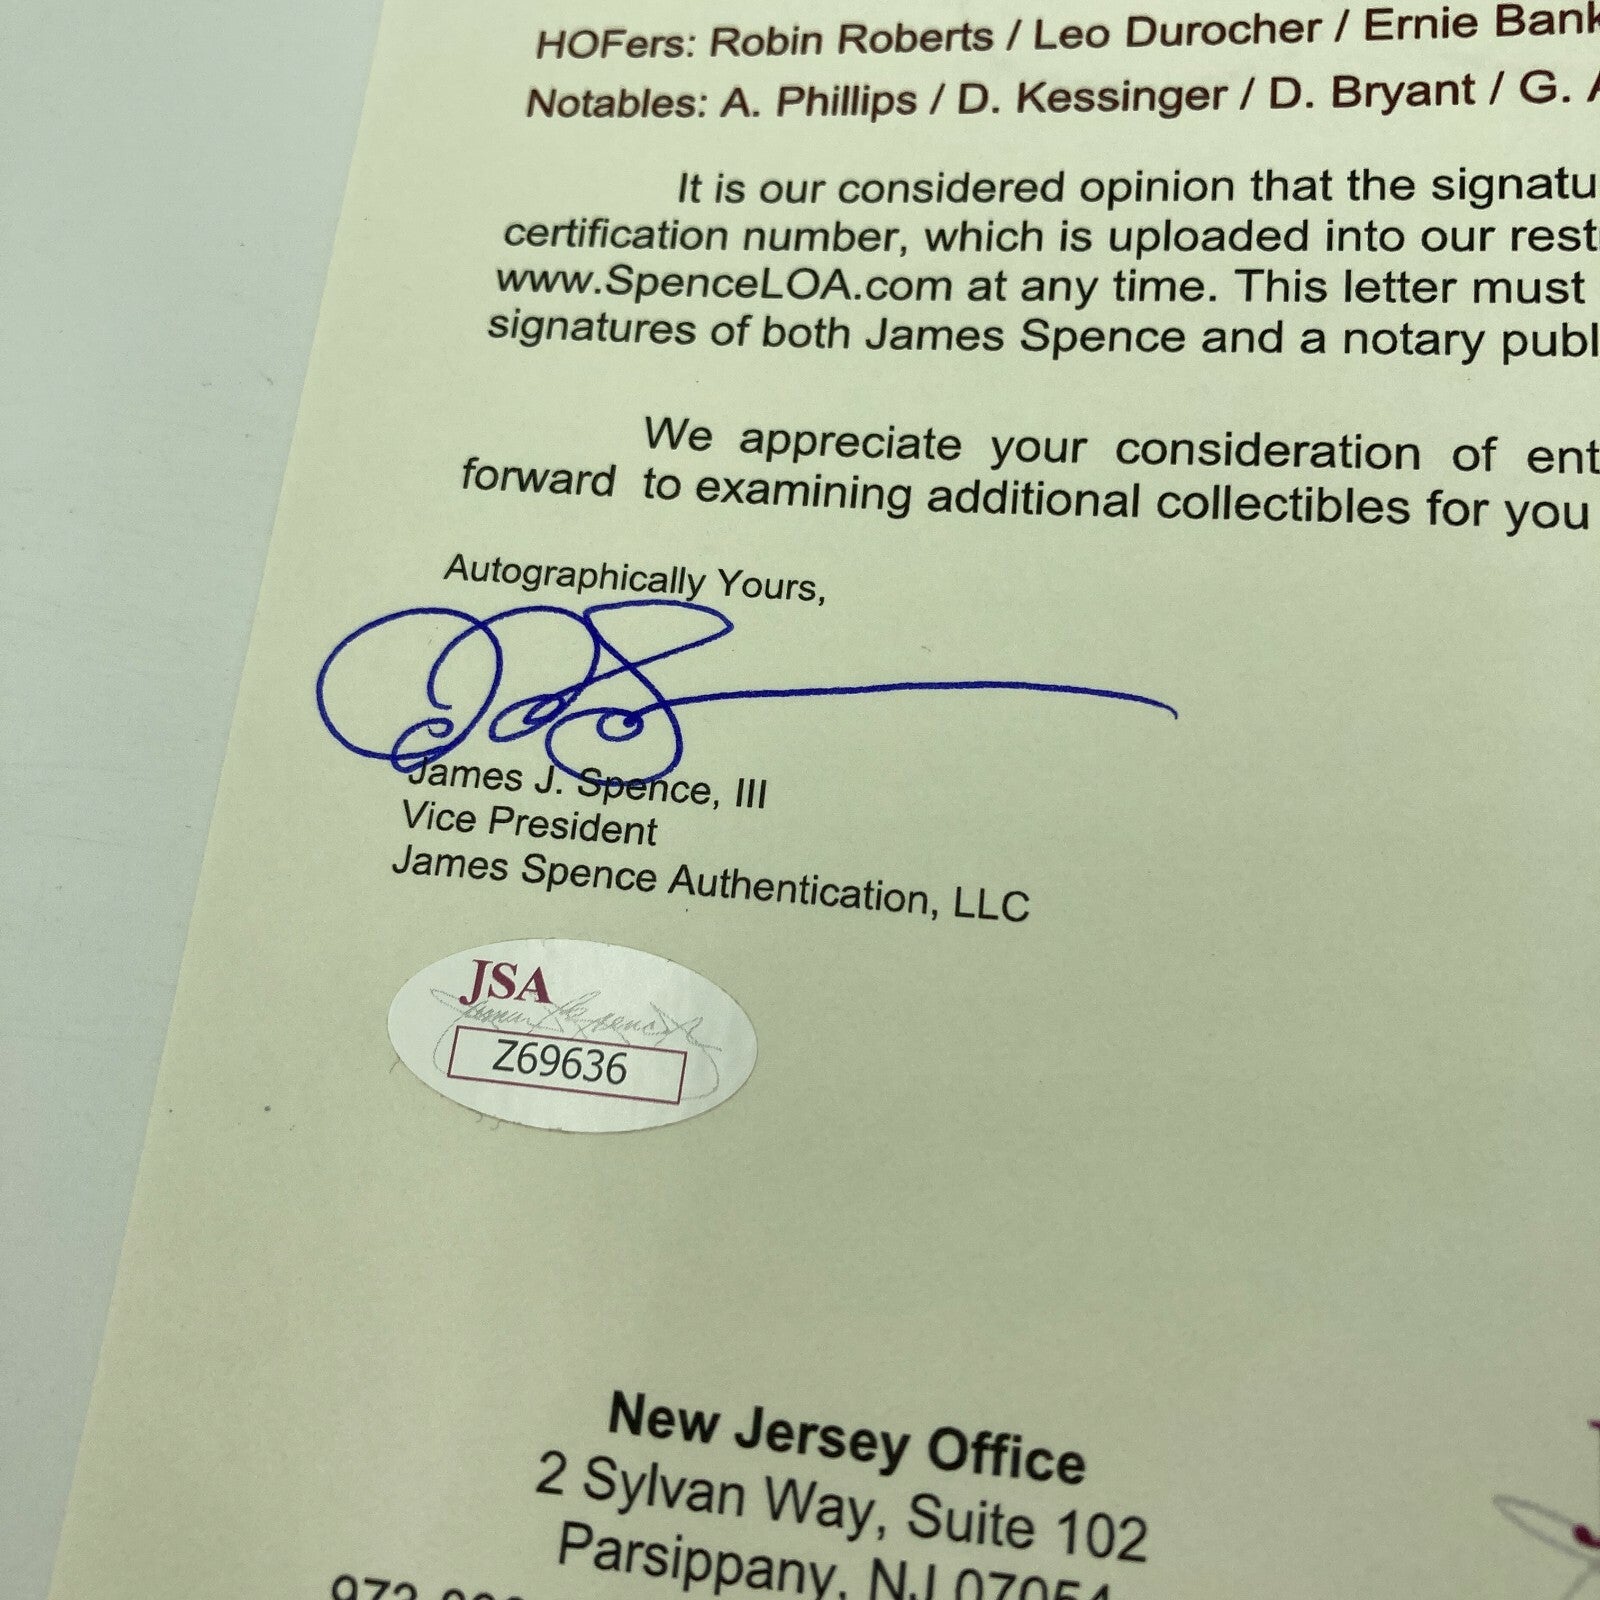 HOFers: Robin Roberts / Leo Durocher / Ernie Bank
Notables: A. Phillips / D. Kessinger / D. Bryant / G. A
It is our considered opinion that the signatu
certification number, which is uploaded into our rest
www.SpenceLOA.com at any time. This letter must
signatures of both James Spence and a notary publ
We appreciate your consideration of ent
forward to examining additional collectibles for you
Autographically Yours,
James J. Spence, III
Vice President
James Spence Authentication, LLC
JSA
Z69636
New Jersey Office
2 Sylvan Way, Suite 102
Parsippany, NJ 07054